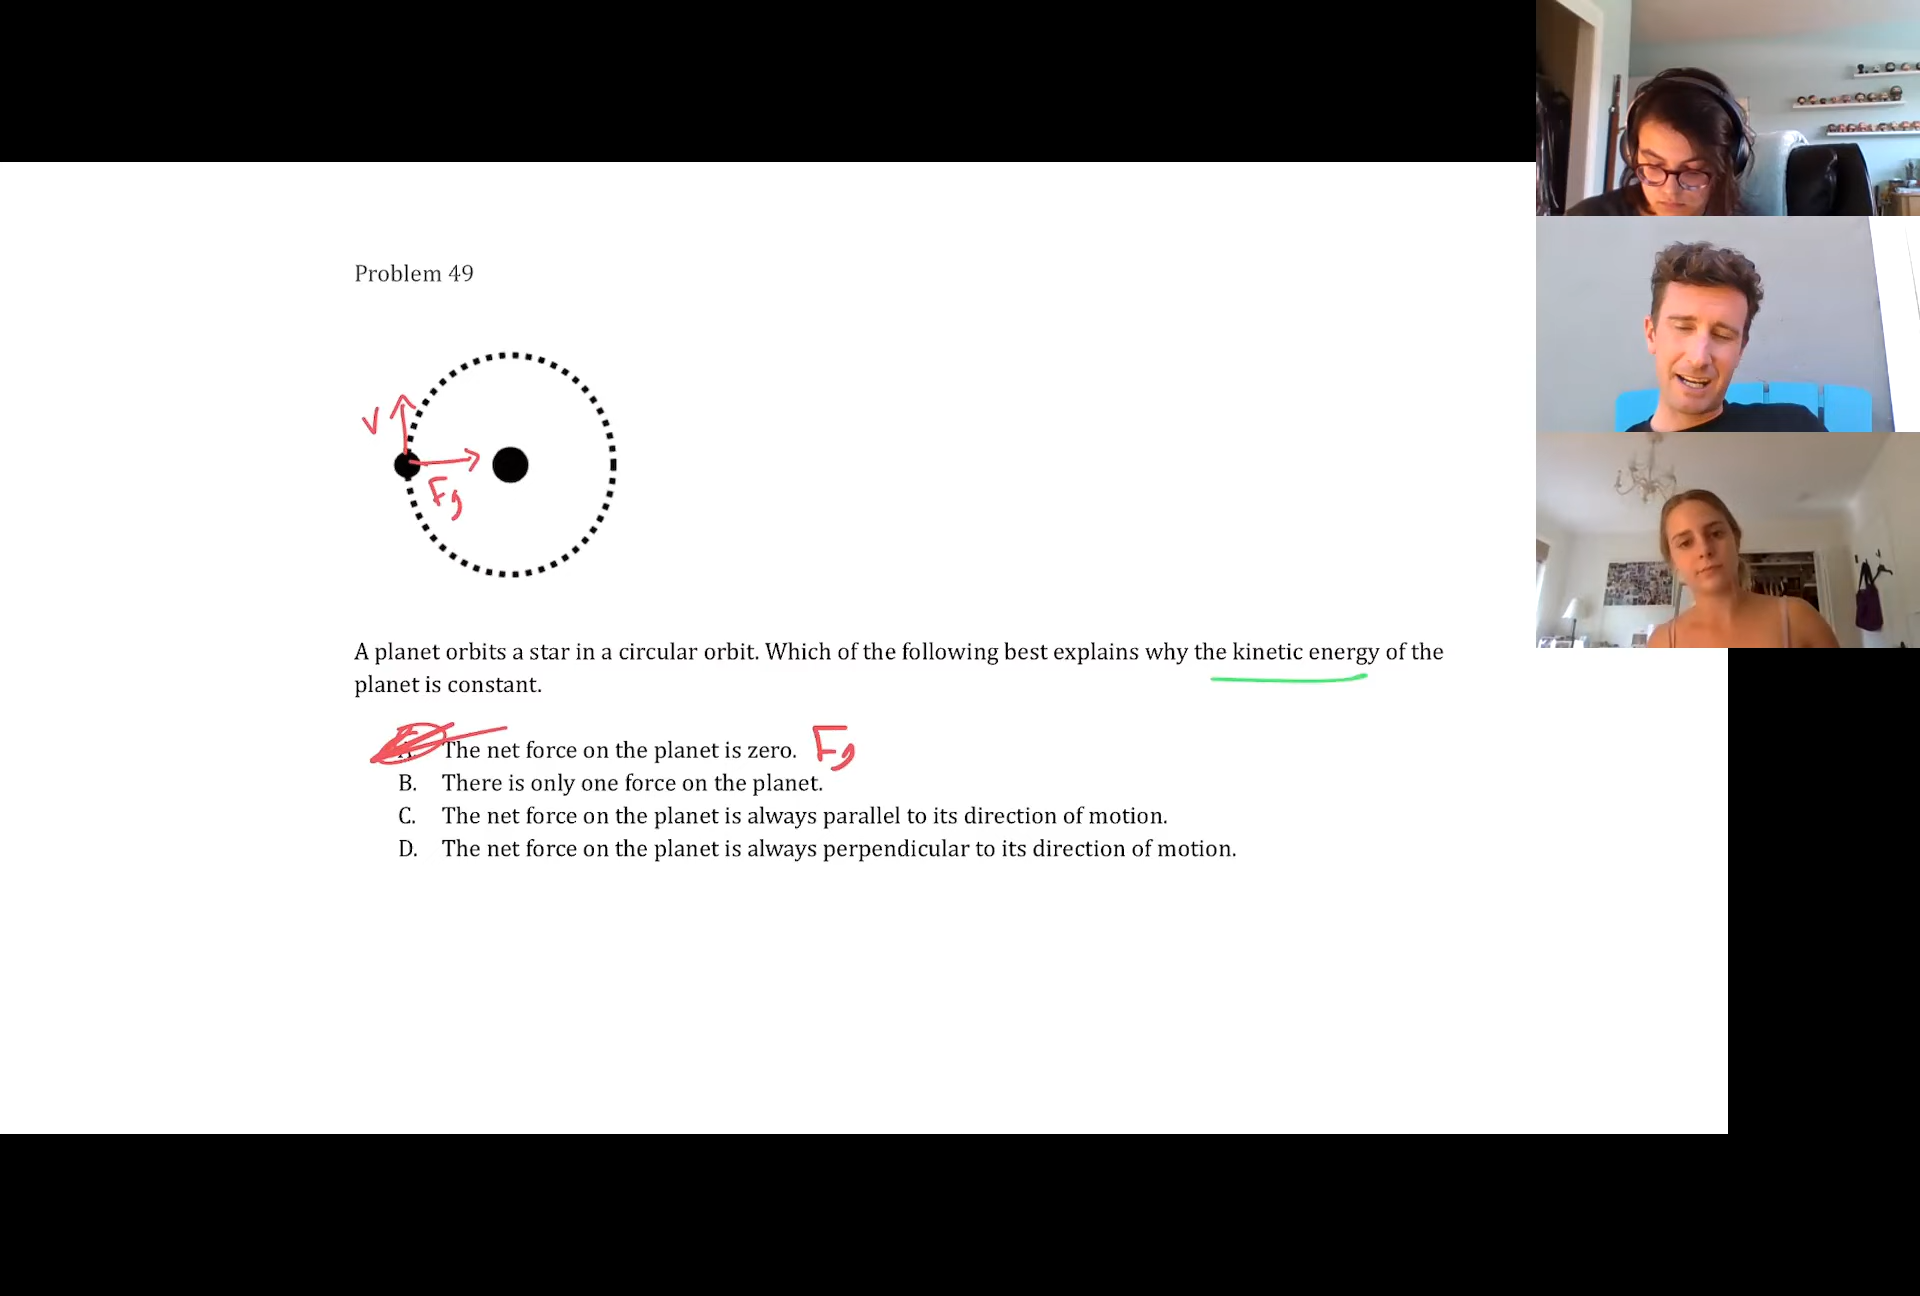 Problem 49
V
Fg
A planet orbits a star in a circular orbit. Which of the following best explains why the kinetic energy of the
planet is constant.
A. The net force on the planet is zero. Fg
B. There is only one force on the planet.
C. The net force on the planet is always parallel to its direction of motion.
D. The net force on the planet is always perpendicular to its direction of motion.